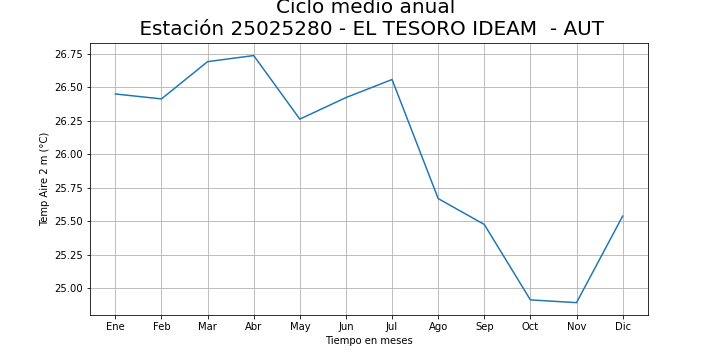 Ciclo medio anual
Estación 25025280 - EL TESORO IDEAM  - AUT
26.75
26.50
26.25
26.00
25.75
25.50
25.25
25.00
Temp Aire 2 m (°C)
Ene Feb Mar Abr May Jun Jul Ago Sep Oct Nov Dic
Tiempo en meses